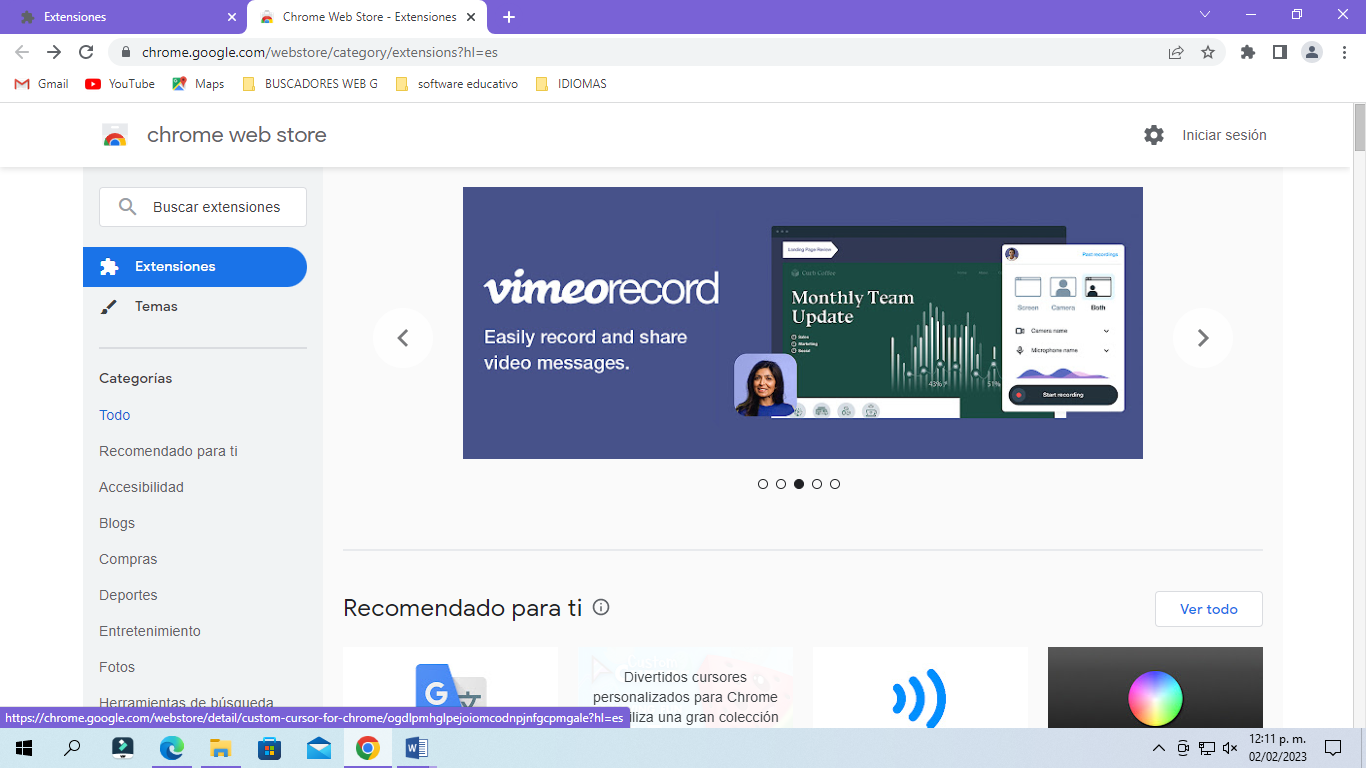 Extensiones
Chrome Web Store - Extensiones
chrome.google.com/webstore/category/extensions?hl=es
Gmail
YouTube
Maps
BUSCADORES WEB G
software educativo
IDIOMAS
chrome web store
Iniciar sesión
Buscar extensiones
Extensiones
Temas
Categorías
Todo
Recomendado para ti
Accesibilidad
Blogs
Compras
Deportes
Entretenimiento
Fotos
Herramientas de búsqueda
vimeorecord
Easily record and share
video messages.
Landing Page Review
Monthly Team
Update
Sales
Marketing
Social
43%
51%
Past recordings
Screen
Camera
Both
Camera name
Microphone name
Start recording
Recomendado para ti
Ver todo
G
Divertidos cursores
personalizados para Chrome
una gran colección
https://chrome.google.com/webstore/detail/custom-cursor-for-chrome/ogdlpmhglpejoiomcodnpjnfgcpmgale?hl=es
12:11 p. m.
02/02/2023